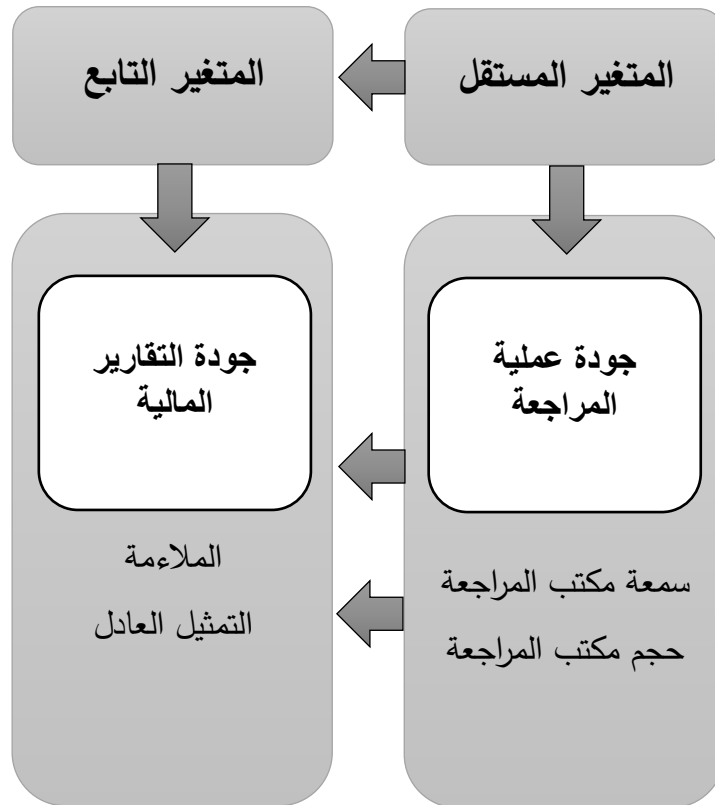 المتغير المستقل
المتغير التابع
جودة عملية
المراجعة
سمعة مكتب المراجعة
حجم مكتب المراجعة
جودة التقارير
المالية
الملاءمة
التمثيل العادل